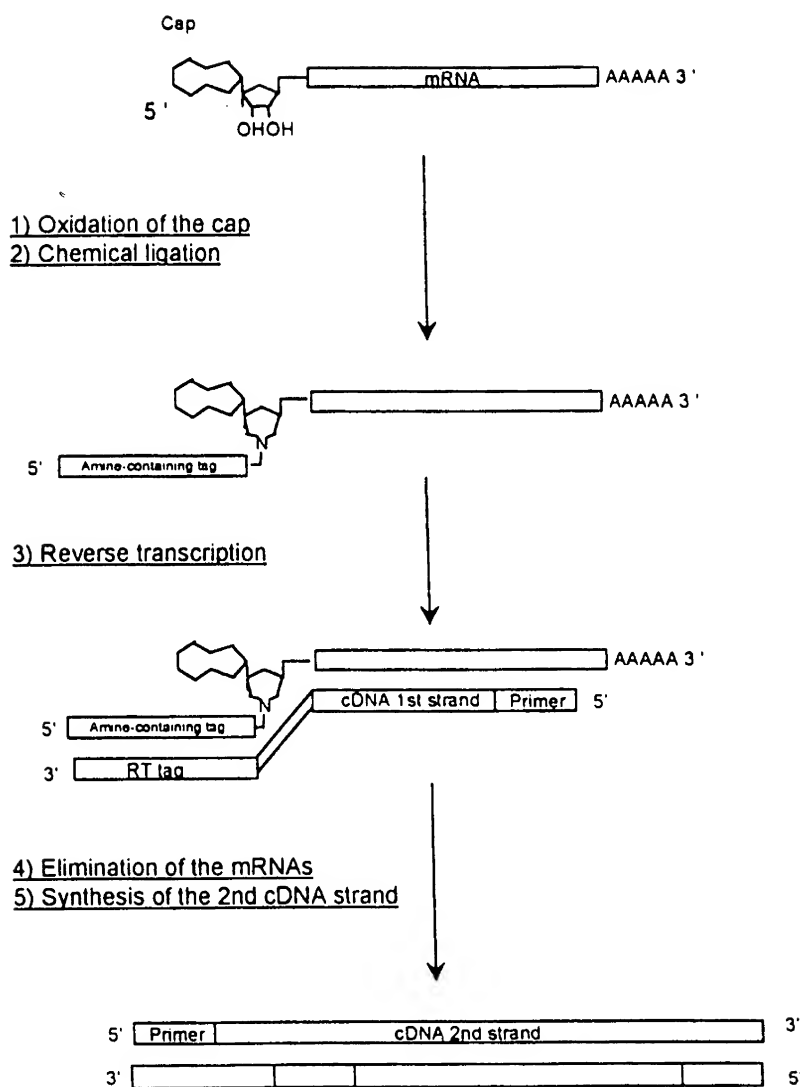 Cap
mRNA AAAAA 3 '
5 '
OHOH
1) Oxidation of the cap
2) Chemical ligation
AAAAA 3 '
N
5' Amine-containing tag
3) Reverse transcription
AAAAA 3 '
cDNA 1st strand Primer 5'
N
5' Amine-containing tag
3' RT tag
4) Elimination of the mRNAs
5) Synthesis of the 2nd cDNA strand
5' Primer cDNA 2nd strand 3'
3' 5'